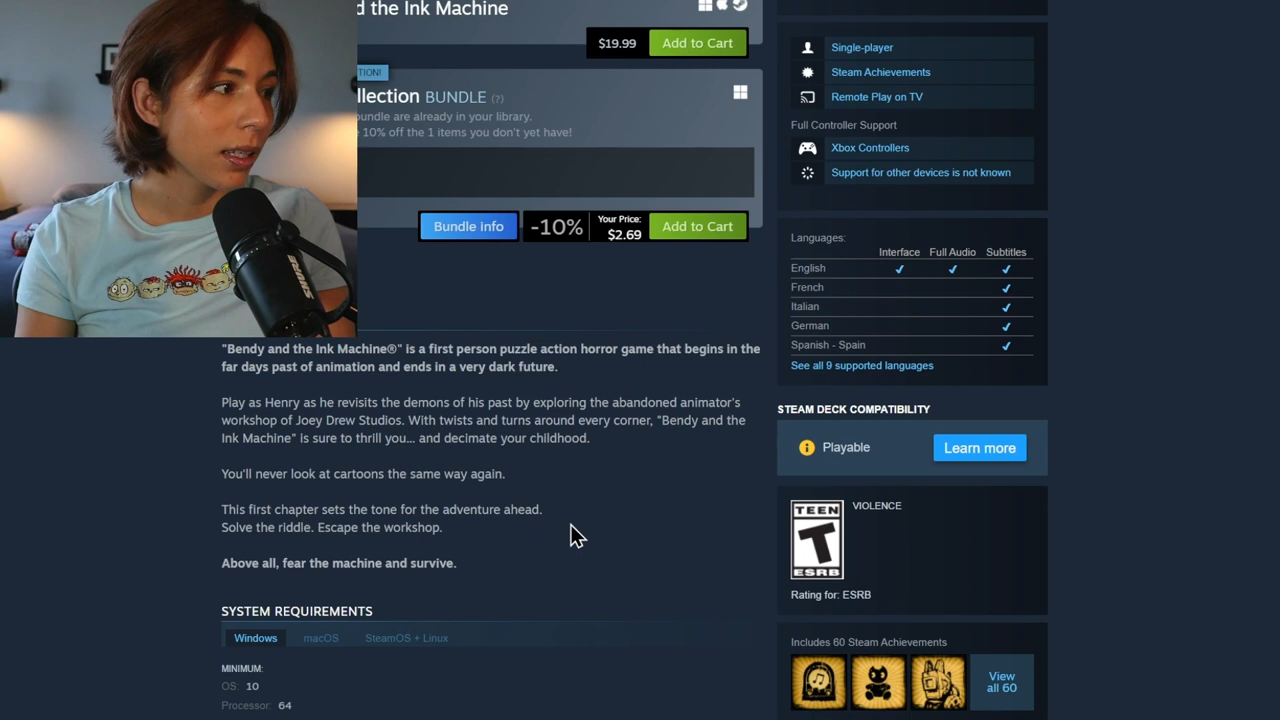 d the Ink Machine
$19.99
Add to Cart
TION!
llection BUNDLE (?)
bundle are already in your library.
10% off the 1 items you don't yet have!
Bundle info
-10%
Your Price:
$2.69
Add to Cart
"Bendy and the Ink Machine®" is a first person puzzle action horror game that begins in the
far days past of animation and ends in a very dark future.
Play as Henry as he revisits the demons of his past by exploring the abandoned animator's
workshop of Joey Drew Studios. With twists and turns around every corner, "Bendy and the
Ink Machine" is sure to thrill you... and decimate your childhood.
You'll never look at cartoons the same way again.
This first chapter sets the tone for the adventure ahead.
Solve the riddle. Escape the workshop.
Above all, fear the machine and survive.
SYSTEM REQUIREMENTS
Windows macOS SteamOS + Linux
MINIMUM:
OS: 10
Processor: 64
Single-player
Steam Achievements
Remote Play on TV
Full Controller Support
Xbox Controllers
Support for other devices is not known
Languages:
Interface Full Audio Subtitles
English ✔ ✔ ✔
French ✔
Italian ✔
German ✔
Spanish - Spain ✔
See all 9 supported languages
STEAM DECK COMPATIBILITY
Playable
Learn more
TEEN
T
ESRB
VIOLENCE
Rating for: ESRB
Includes 60 Steam Achievements
View
all 60
SHURE